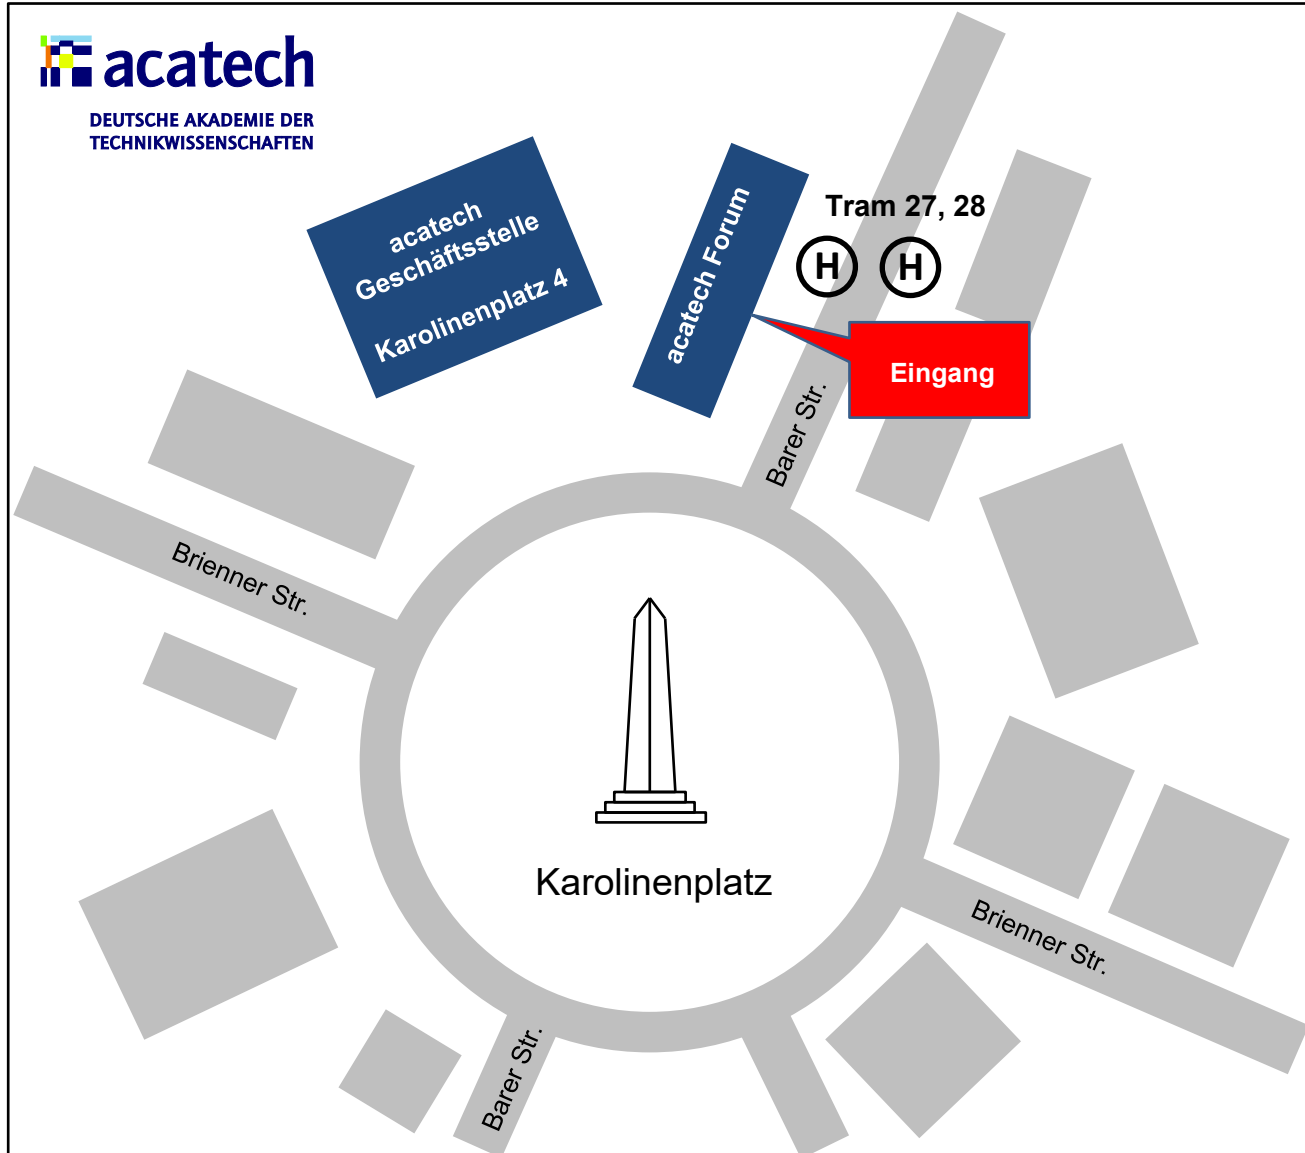 acatech
DEUTSCHE AKADEMIE DER
TECHNIKWISSENSCHAFTEN
acatech
Geschäftsstelle
Karolinenplatz 4
acatech Forum
Tram 27, 28
H
H
Eingang
Barer Str.
Brienner Str.
Karolinenplatz
Brienner Str.
Barer Str.